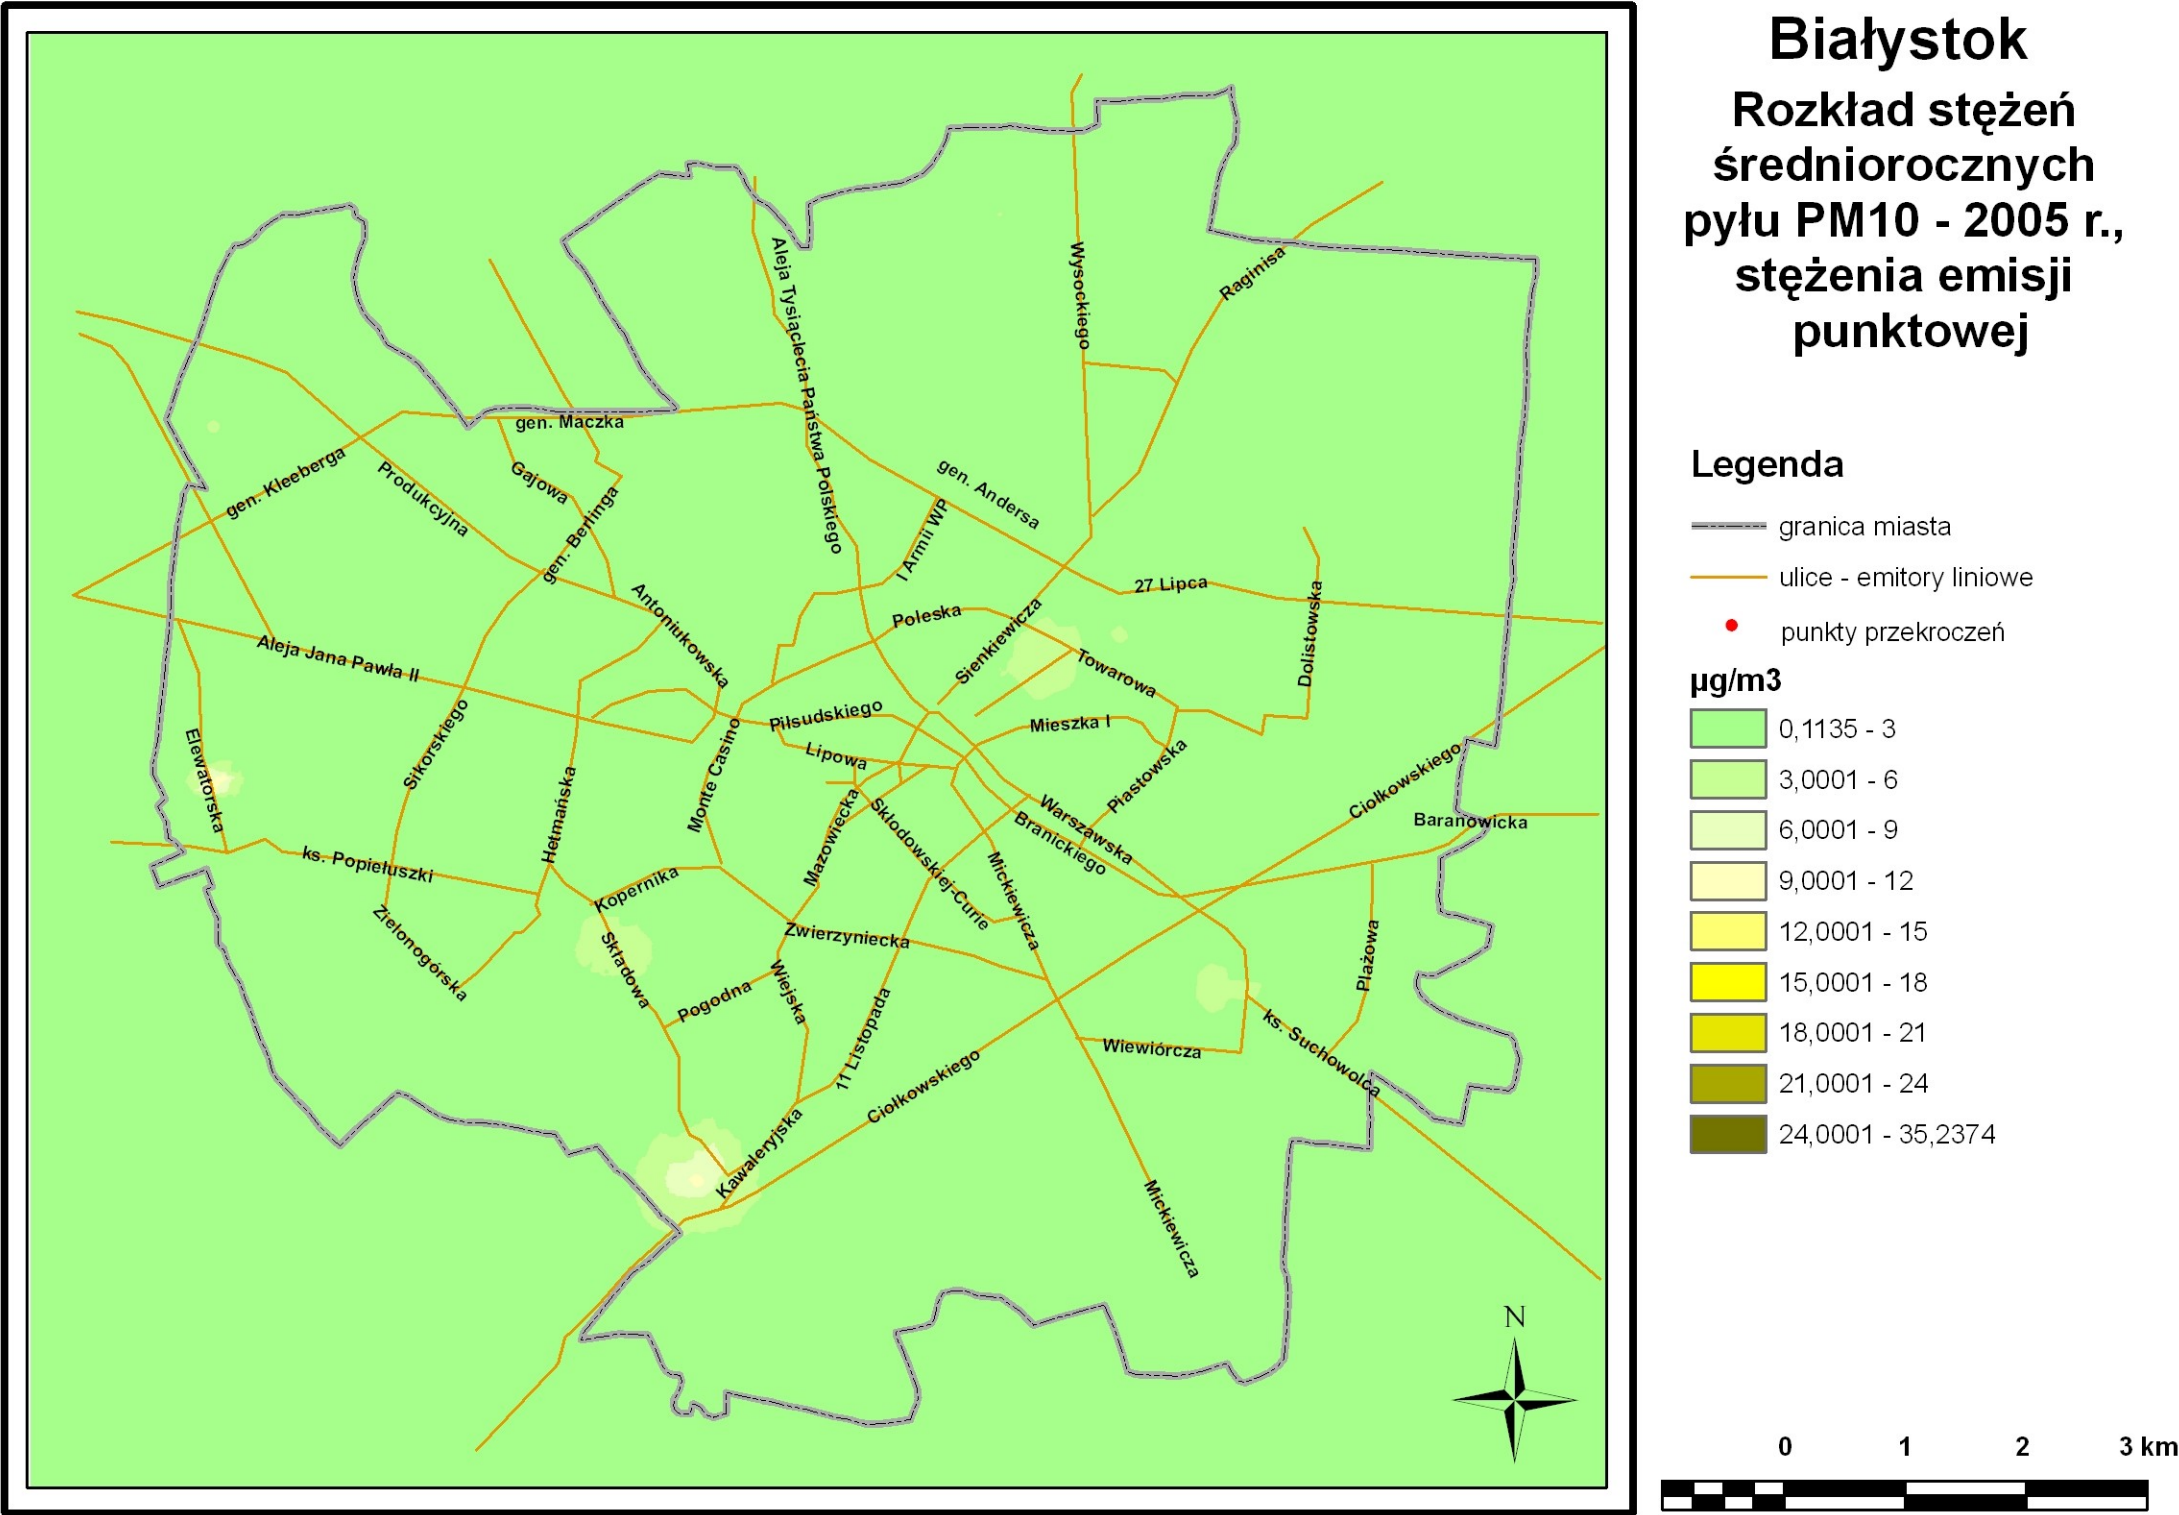 Białystok
Rozkład stężeń
średniorocznych
pyłu PM10 - 2005 r.,
stężenia emisji
punktowej
Legenda
granica miasta
ulice - emitory liniowe
punkty przekroczeń
µg/m3
0,1135 - 3
3,0001 - 6
6,0001 - 9
9,0001 - 12
12,0001 - 15
15,0001 - 18
18,0001 - 21
21,0001 - 24
24,0001 - 35,2374
0 1 2 3 km
N
Aleja Tysiąclecia Państwa Polskiego
Wysockiego
Raginisa
gen. Maczka
gen. Kleeberga
Produkcyjna
Gajowa
gen. Berlinga
gen. Andersa
I Armii WP
27 Lipca
Dolistowska
Antoniukowska
Poleska
Sienkiewicza
Towarowa
Aleja Jana Pawła II
Sikorskiego
Elewatorska
Hetmańska
Monte Casino
Piłsudskiego
Lipowa
Mieszka I
Piastowska
Ciołkowskiego
Baranowicka
Warszawska
Branickiego
Mazowiecka
Skłodowskiej-Curie
Mickiewicza
ks. Popiełuszki
Kopernika
Zielonogórska
Składowa
Zwierzyniecka
Wiejska
Pogodna
11 Listopada
Plażowa
ks. Suchowolca
Wiewiórcza
Ciołkowskiego
Kawaleryjska
Mickiewicza